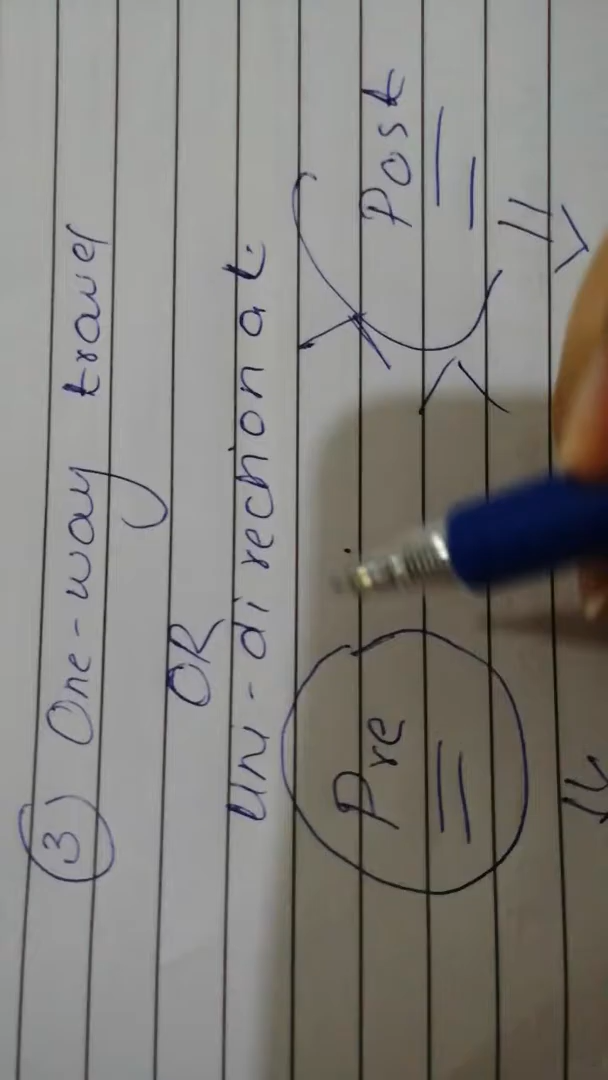 3) One-way travel
OR
Uni-directional.
Pre Post